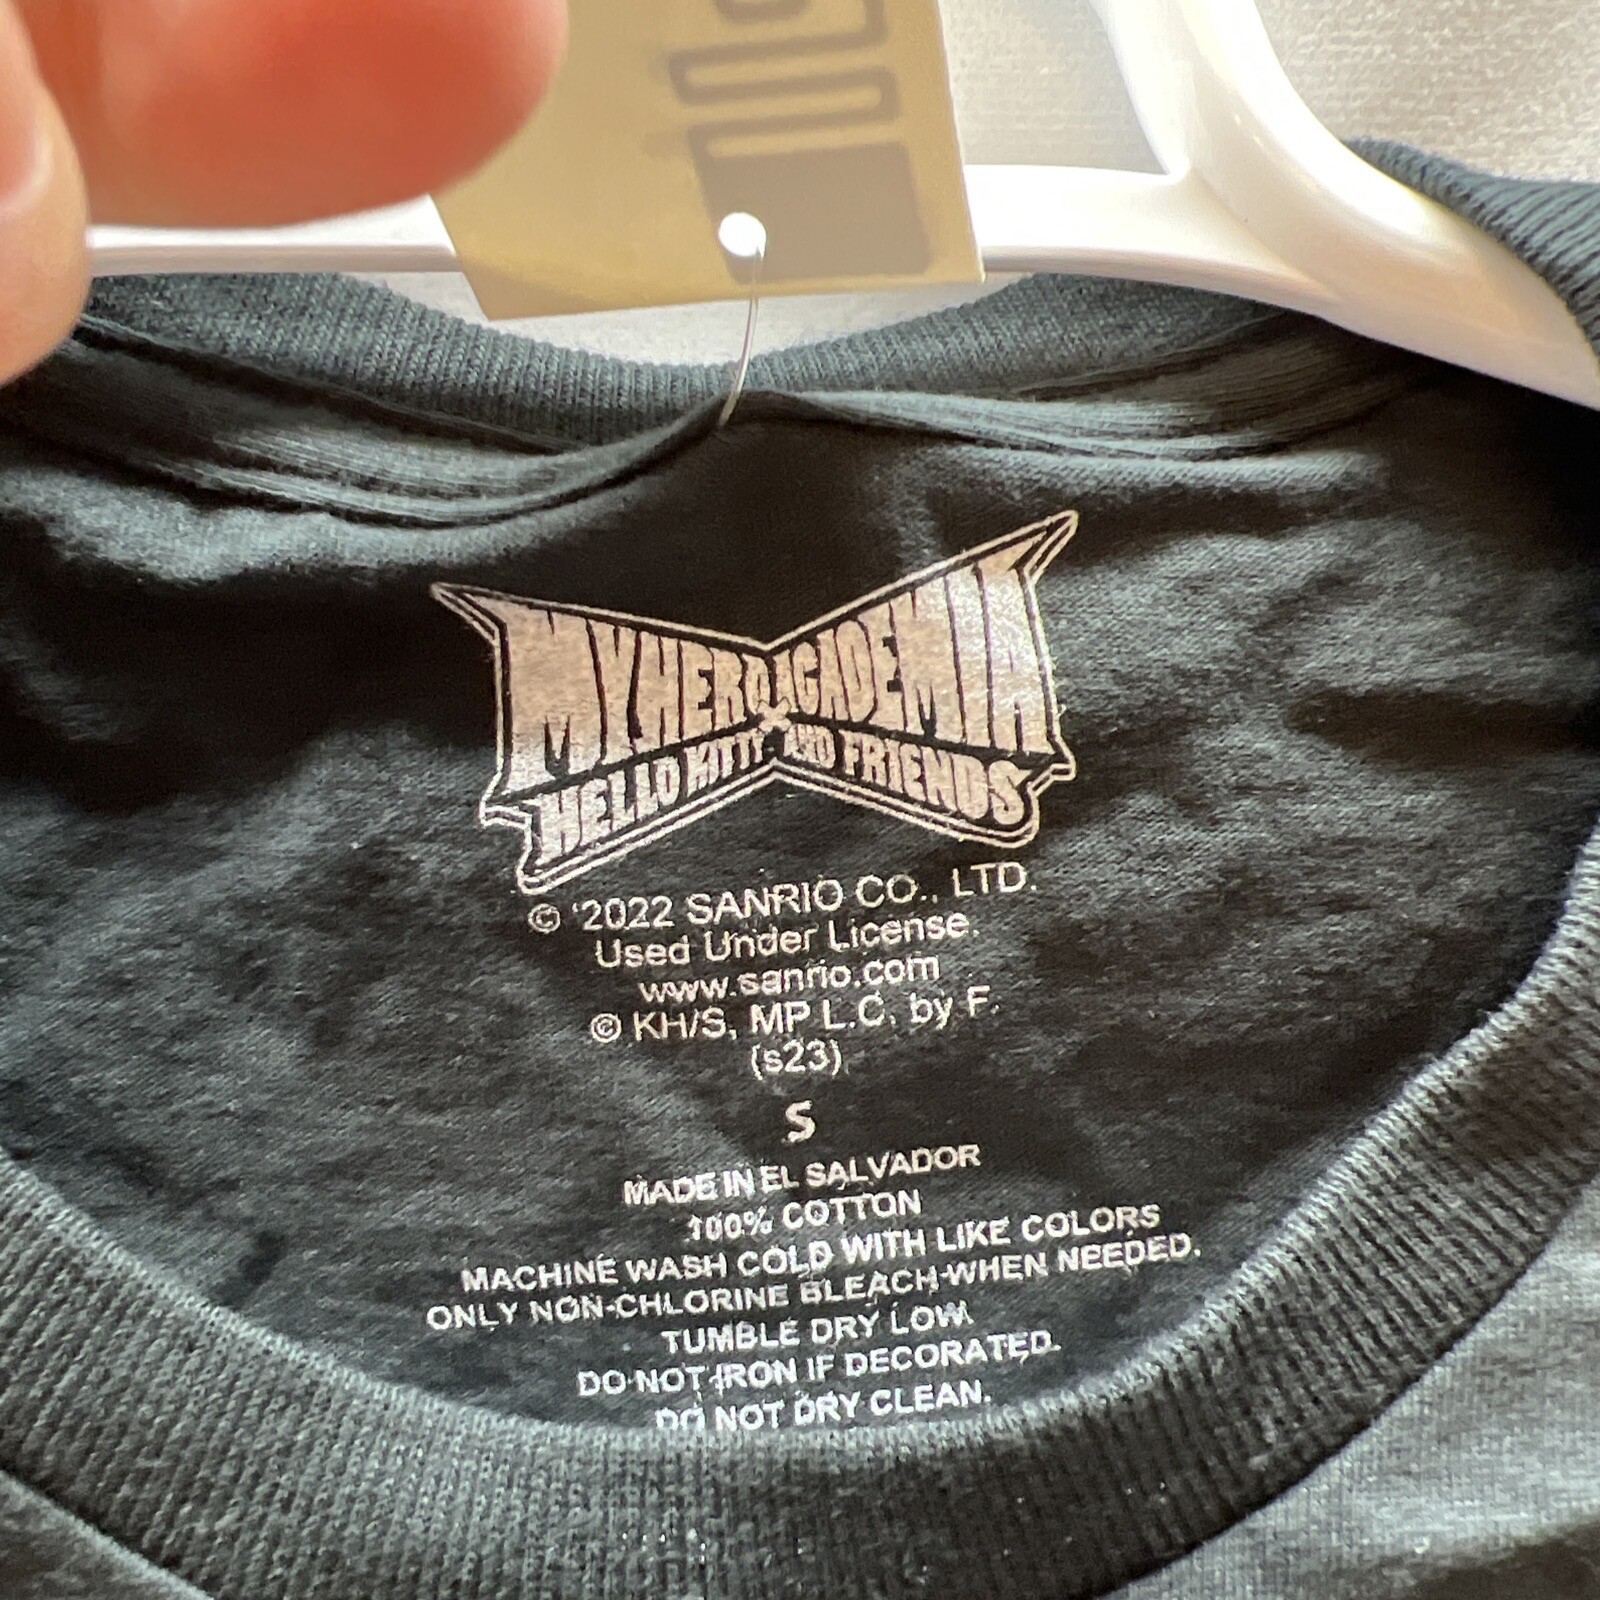 MY HERO ACADEMIA
HELLO KITTY AND FRIENDS
© '2022 SANRIO CO., LTD.
Used Under License.
www.sanrio.com
© KH/S, MP L.C. by F.
(s23)
S
MADE IN EL SALVADOR
100% COTTON
MACHINE WASH COLD WITH LIKE COLORS
ONLY NON-CHLORINE BLEACH WHEN NEEDED.
TUMBLE DRY LOW.
DO NOT IRON IF DECORATED.
DO NOT DRY CLEAN.